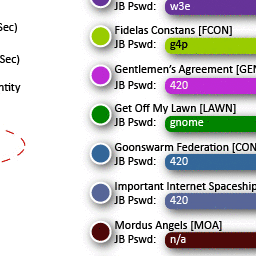 JB Pswd: w3e
Sec)
Fidelas Constans [FCON]
JB Pswd: g4p
Sec)
Gentlemen's Agreement [GEN
JB Pswd: 420
ntity
Get Off My Lawn [LAWN]
JB Pswd: gnome
Goonswarm Federation [CON
JB Pswd: 420
Important Internet Spaceship
JB Pswd: 420
Mordus Angels [MOA]
JB Pswd: n/a